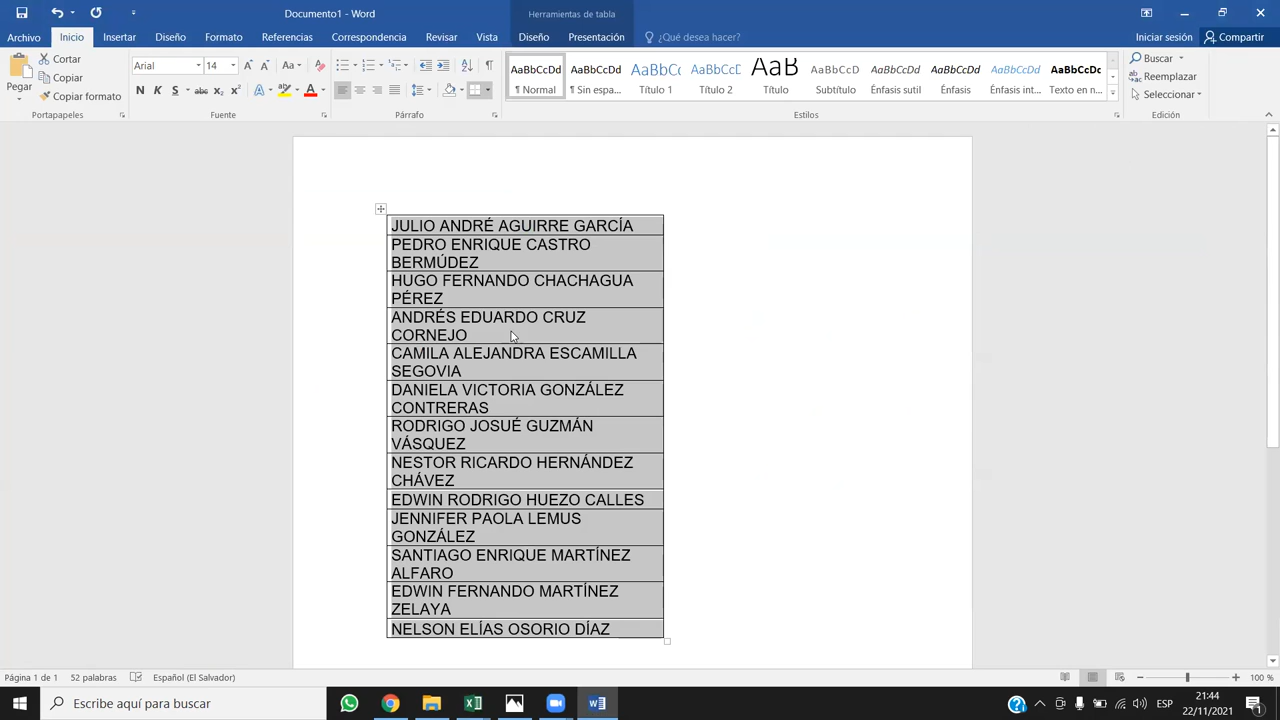 Documento1 - Word
Herramientas de tabla
Archivo Inicio Insertar Diseño Formato Referencias Correspondencia Revisar Vista Diseño Presentación ¿Qué desea hacer? Iniciar sesión Compartir
Pegar
Cortar
Copiar
Copiar formato
Portapapeles
Arial 14 Aa
N K S abc x₂ x² A A
Fuente
Párrafo
AaBbCcDd AaBbCcDd AaBbCc AaBbCcC AaB AaBbCcD AaBbCcDd AaBbCcDd AaBbCcDd AaBbCcDc
¶ Normal ¶ Sin espa... Título 1 Título 2 Título Subtítulo Énfasis sutil Énfasis Énfasis int... Texto en n...
Estilos
Buscar
Reemplazar
Seleccionar
Edición
JULIO ANDRÉ AGUIRRE GARCÍA
PEDRO ENRIQUE CASTRO
BERMÚDEZ
HUGO FERNANDO CHACHAGUA
PÉREZ
ANDRÉS EDUARDO CRUZ
CORNEJO
CAMILA ALEJANDRA ESCAMILLA
SEGOVIA
DANIELA VICTORIA GONZÁLEZ
CONTRERAS
RODRIGO JOSUÉ GUZMÁN
VÁSQUEZ
NESTOR RICARDO HERNÁNDEZ
CHÁVEZ
EDWIN RODRIGO HUEZO CALLES
JENNIFER PAOLA LEMUS
GONZÁLEZ
SANTIAGO ENRIQUE MARTÍNEZ
ALFARO
EDWIN FERNANDO MARTÍNEZ
ZELAYA
NELSON ELÍAS OSORIO DÍAZ
Página 1 de 1 52 palabras Español (El Salvador) 100 %
Escribe aquí para buscar
ESP
21:44
22/11/2021